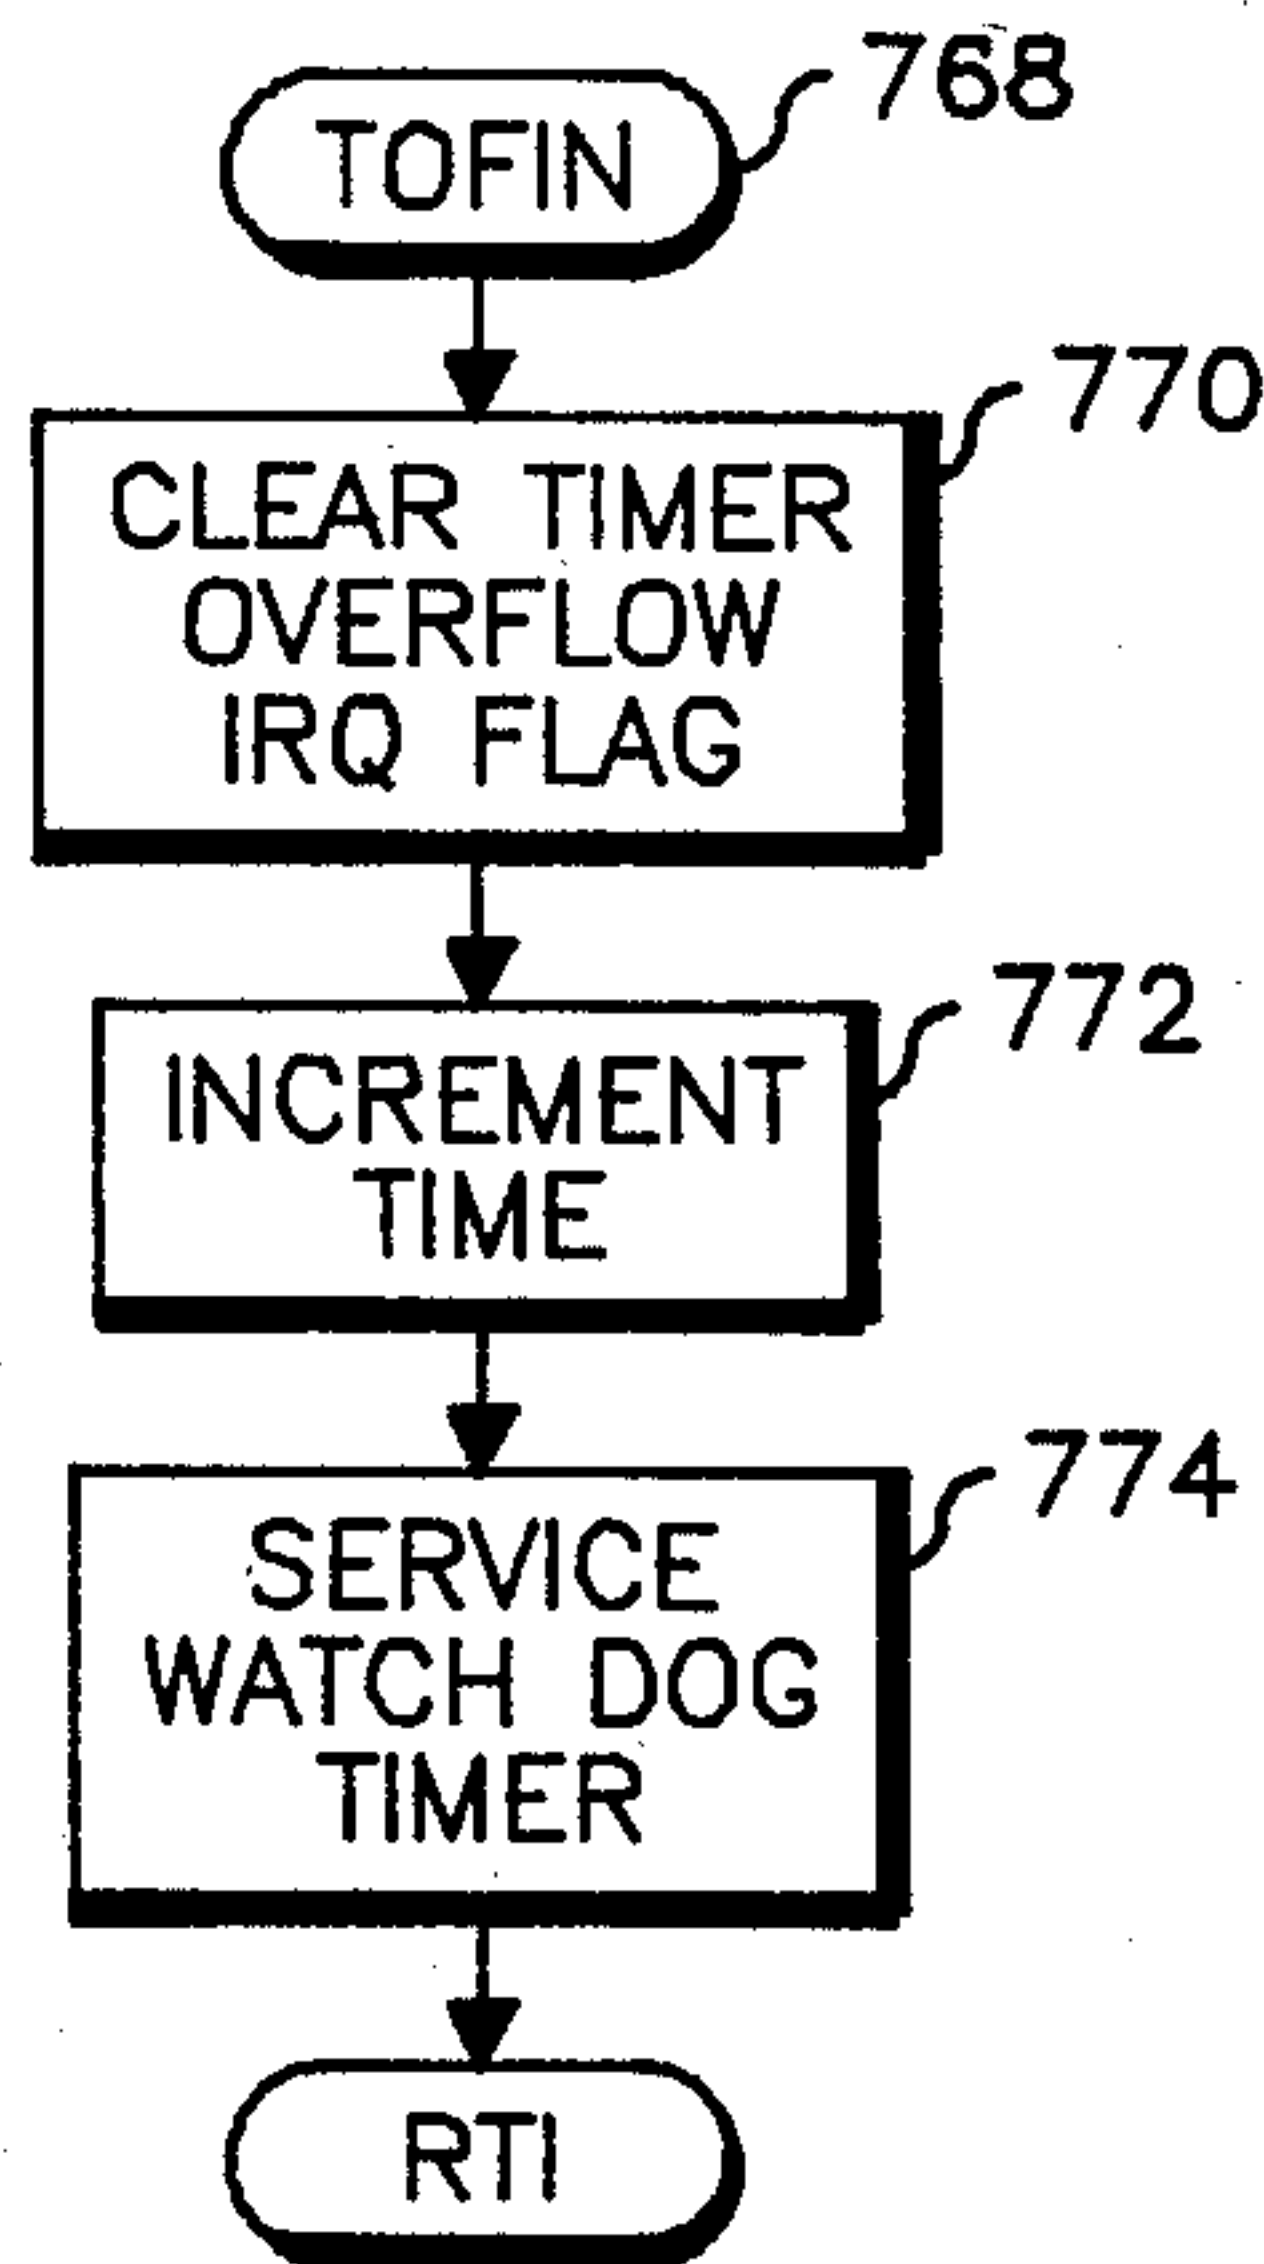 768
TOFIN
770
CLEAR TIMER
OVERFLOW
IRQ FLAG
772
INCREMENT
TIME
774
SERVICE
WATCH DOG
TIMER
RTI